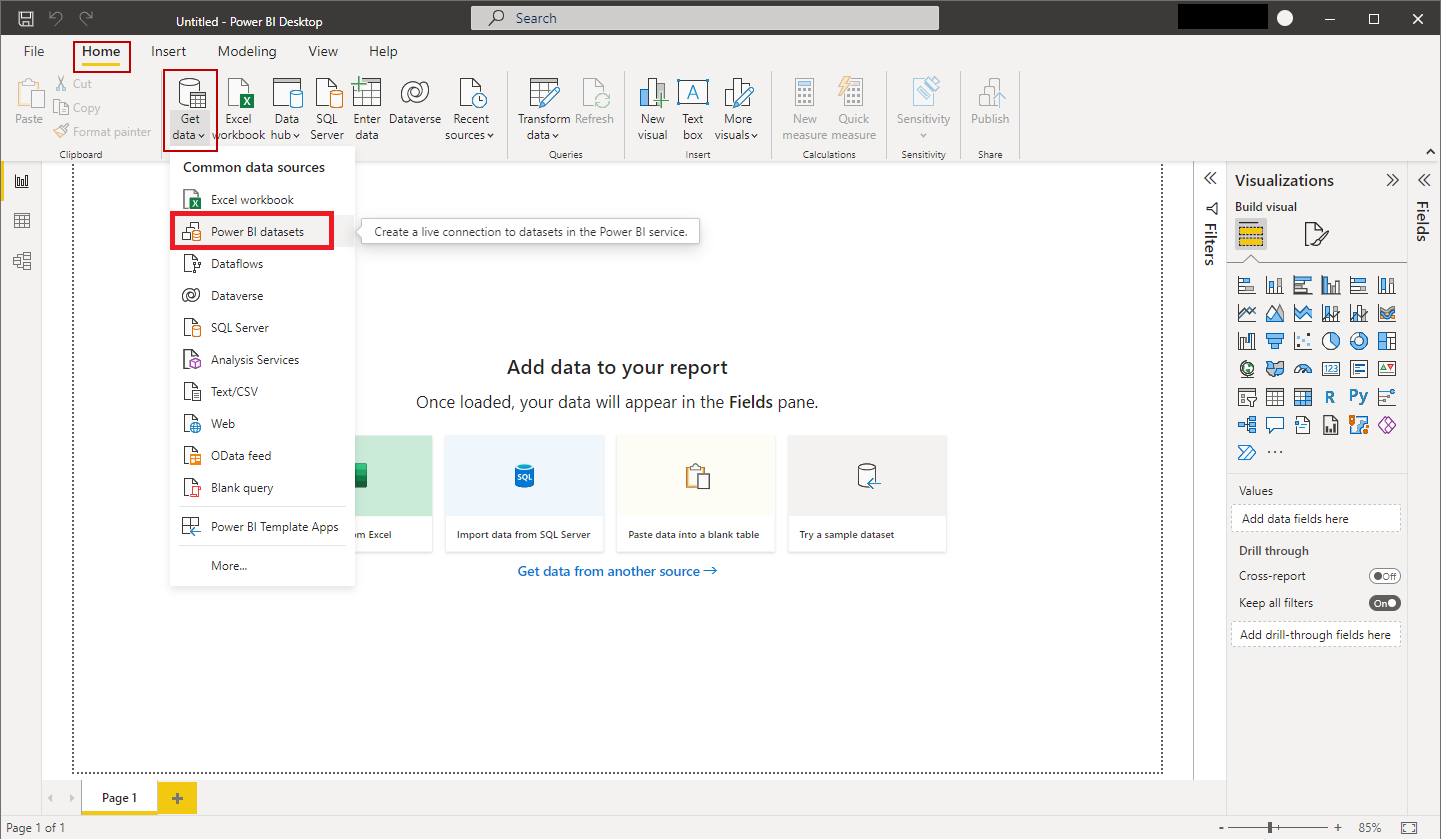 Untitled - Power BI Desktop
Search
File
Home
Insert
Modeling
View
Help
Paste
Cut
Copy
Format painter
Clipboard
Get
data
Excel
workbook
Data
hub
SQL
Server
Enter
data
Dataverse
Recent
sources
Transform
data
Refresh
Queries
New
visual
A
Text
box
More
visuals
Insert
New
measure
Quick
measure
Calculations
Sensitivity
Sensitivity
Publish
Share
Common data sources
Excel workbook
Power BI datasets
Create a live connection to datasets in the Power BI service.
Dataflows
Dataverse
SQL Server
Analysis Services
Text/CSV
Web
OData feed
Blank query
Power BI Template Apps
More...
Add data to your report
Once loaded, your data will appear in the Fields pane.
SQL
om Excel
Import data from SQL Server
Paste data into a blank table
Try a sample dataset
Get data from another source →
Filters
Visualizations
Build visual
123
R
Py
...
Values
Add data fields here
Drill through
Cross-report
Off
Keep all filters
On
Add drill-through fields here
Fields
Page 1
+
Page 1 of 1
-
+
85%